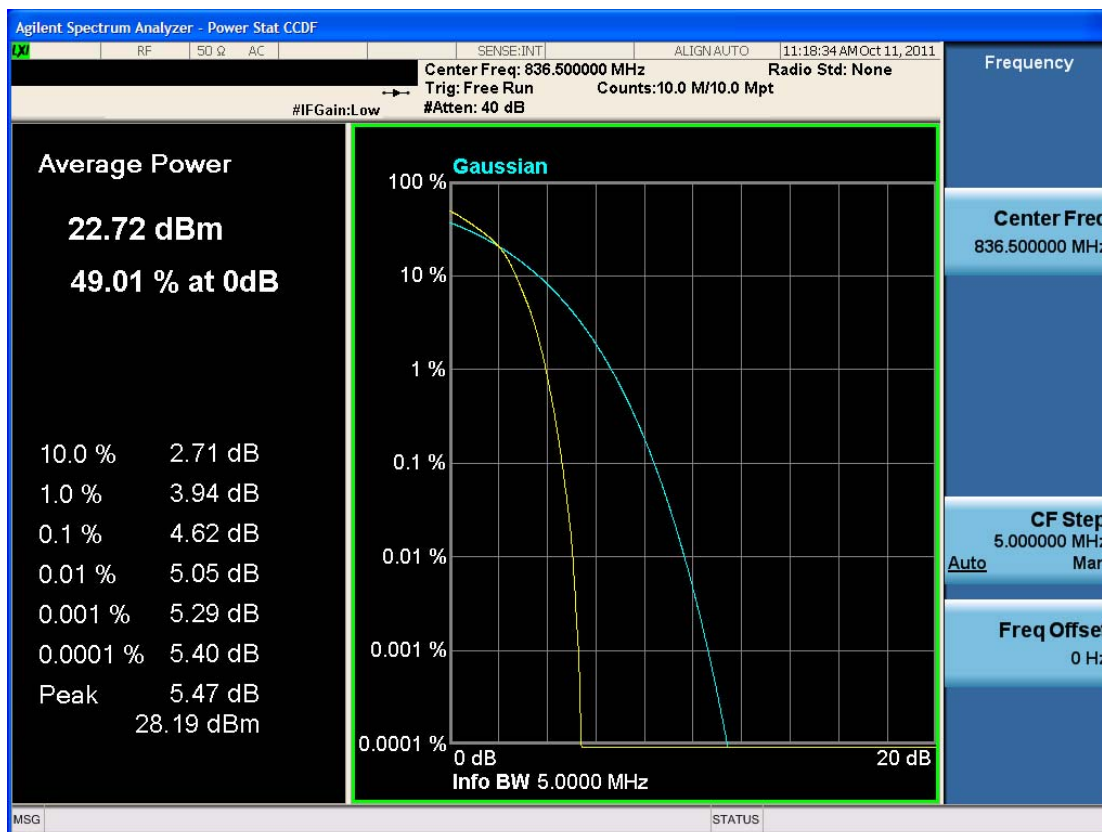 Agilent Spectrum Analyzer - Power Stat CCDF
LXI RF 50 Ω AC SENSE:INT ALIGN AUTO 11:18:34 AM Oct 11, 2011
Center Freq: 836.500000 MHz Radio Std: None
Trig: Free Run Counts:10.0 M/10.0 Mpt
#IFGain:Low #Atten: 40 dB
Frequency
Average Power
22.72 dBm
49.01 % at 0dB
10.0 % 2.71 dB
1.0 % 3.94 dB
0.1 % 4.62 dB
0.01 % 5.05 dB
0.001 % 5.29 dB
0.0001 % 5.40 dB
Peak 5.47 dB
28.19 dBm
Gaussian
100 %
10 %
1 %
0.1 %
0.01 %
0.001 %
0.0001 %
0 dB 20 dB
Info BW 5.0000 MHz
Center Freq
836.500000 MHz
CF Step
5.000000 MHz
Auto Man
Freq Offset
0 Hz
MSG STATUS